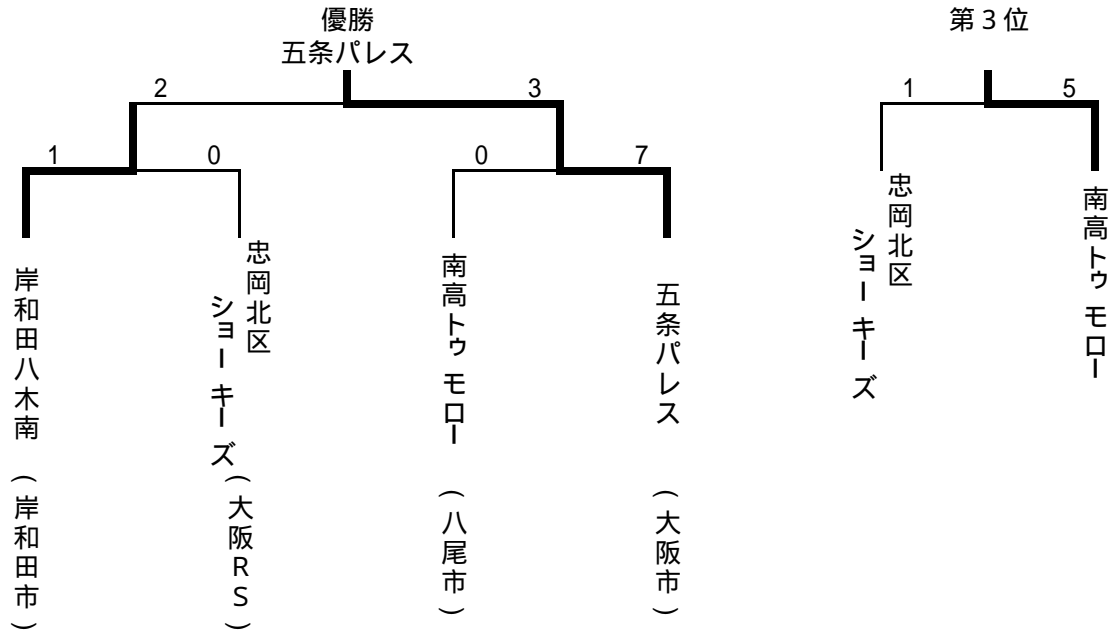 優勝
五条パレス
第3位
2
3
1
5
1
0
0
7
岸和田八木南（岸和田市）
忠岡北区
ショーキーズ（大阪RS）
南高トゥモロー（八尾市）
五条パレス（大阪市）
忠岡北区
ショーキーズ
南高トゥモロー